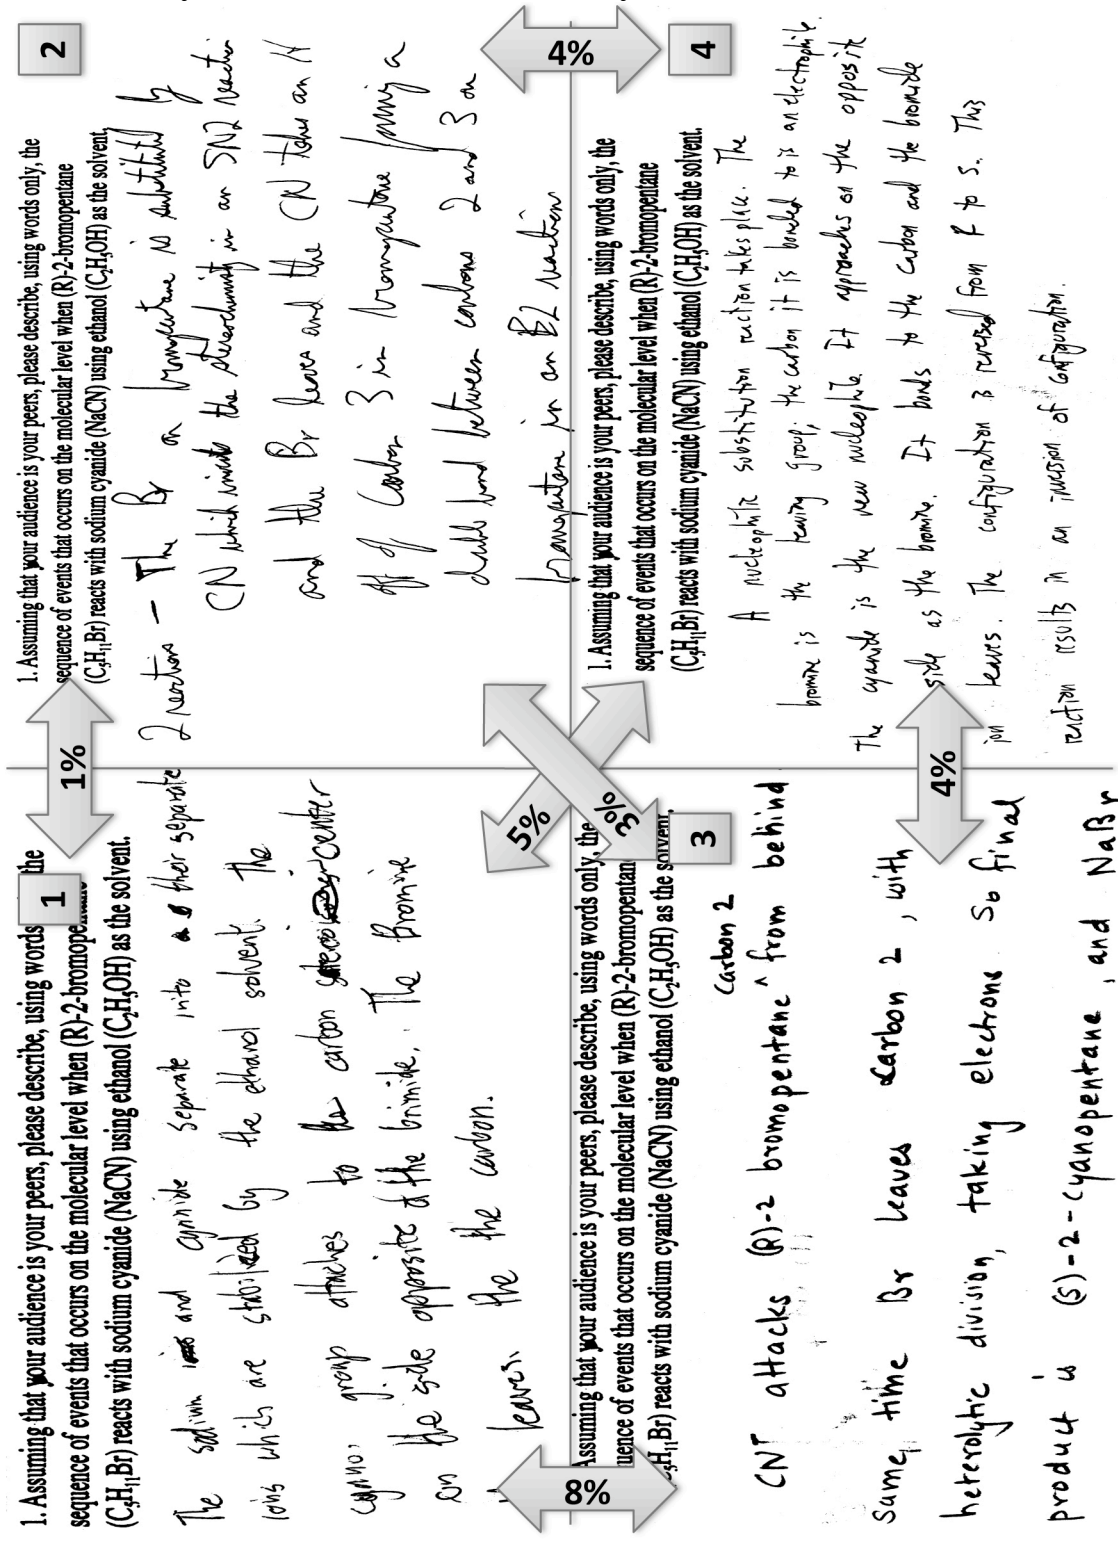 1
1. Assuming that your audience is your peers, please describe, using words the
sequence of events that occurs on the molecular level when (R)-2-bromopentane
(C5H11Br) reacts with sodium cyanide (NaCN) using ethanol (C2H5OH) as the solvent.
The sodium and cyanide separate into their separate
ions which are stabilized by the ethanol solvent. The
cyano group attaches to the carbon center
on the side opposite of the brimide. The Bromine
leaves the carbon.
1%
2
1. Assuming that your audience is your peers, please describe, using words only, the
sequence of events that occurs on the molecular level when (R)-2-bromopentane
(C5H11Br) reacts with sodium cyanide (NaCN) using ethanol (C2H5OH) as the solvent.
2 reactions - The Br on bromopentane is substituted by
CN which inverts the stereochemistry in an SN2 reaction
and the Br leaves and the CN takes an H
off of Carbon 3 in bromopentane forming a
double bond between carbons 2 and 3 on
bromopentane in an E2 reaction
8%
5%
3%
4%
3
Assuming that your audience is your peers, please describe, using words only, the
uence of events that occurs on the molecular level when (R)-2-bromopentan
C5H11Br) reacts with sodium cyanide (NaCN) using ethanol (C2H5OH) as the solvent.
Carbon 2
attacks (R)-2 bromopentane ^ from behind
same time Br leaves Carbon 2, with
heterolytic division, taking electrons. So final
product is (S)-2-cyanopentane, and NaBr
4%
4
1. Assuming that your audience is your peers, please describe, using words only, the
sequence of events that occurs on the molecular level when (R)-2-bromopentane
(C5H11Br) reacts with sodium cyanide (NaCN) using ethanol (C2H5OH) as the solvent.
A nucleophilic substitution reaction takes place. The
bromine is the leaving group; the carbon it is bonded to is an electrophile.
The cyanide is the new nucleophile. It approaches on the opposite
side as the bromine. It bonds to the carbon and the bromide
ion leaves. The configuration is reversed from R to S. This
reaction results in an inversion of configuration.